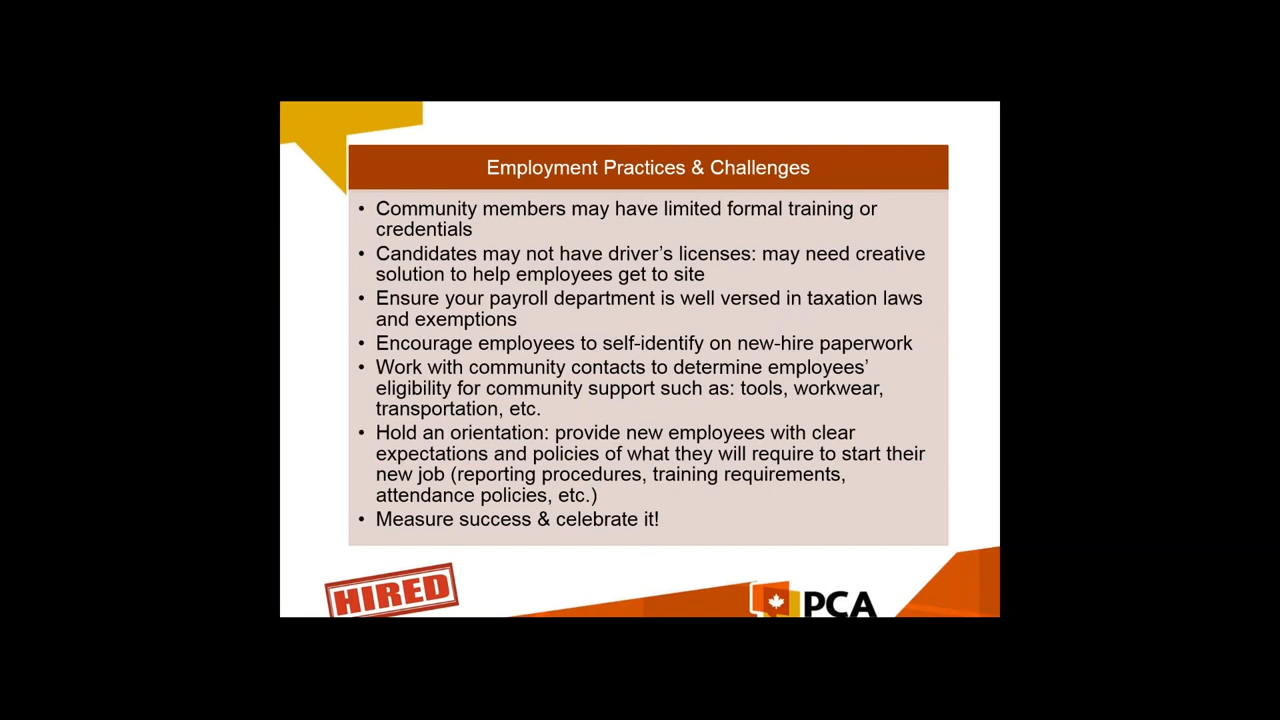 Employment Practices & Challenges
• Community members may have limited formal training or
credentials
• Candidates may not have driver’s licenses: may need creative
solution to help employees get to site
• Ensure your payroll department is well versed in taxation laws
and exemptions
• Encourage employees to self-identify on new-hire paperwork
• Work with community contacts to determine employees’
eligibility for community support such as: tools, workwear,
transportation, etc.
• Hold an orientation: provide new employees with clear
expectations and policies of what they will require to start their
new job (reporting procedures, training requirements,
attendance policies, etc.)
• Measure success & celebrate it!
HIRED
PCA